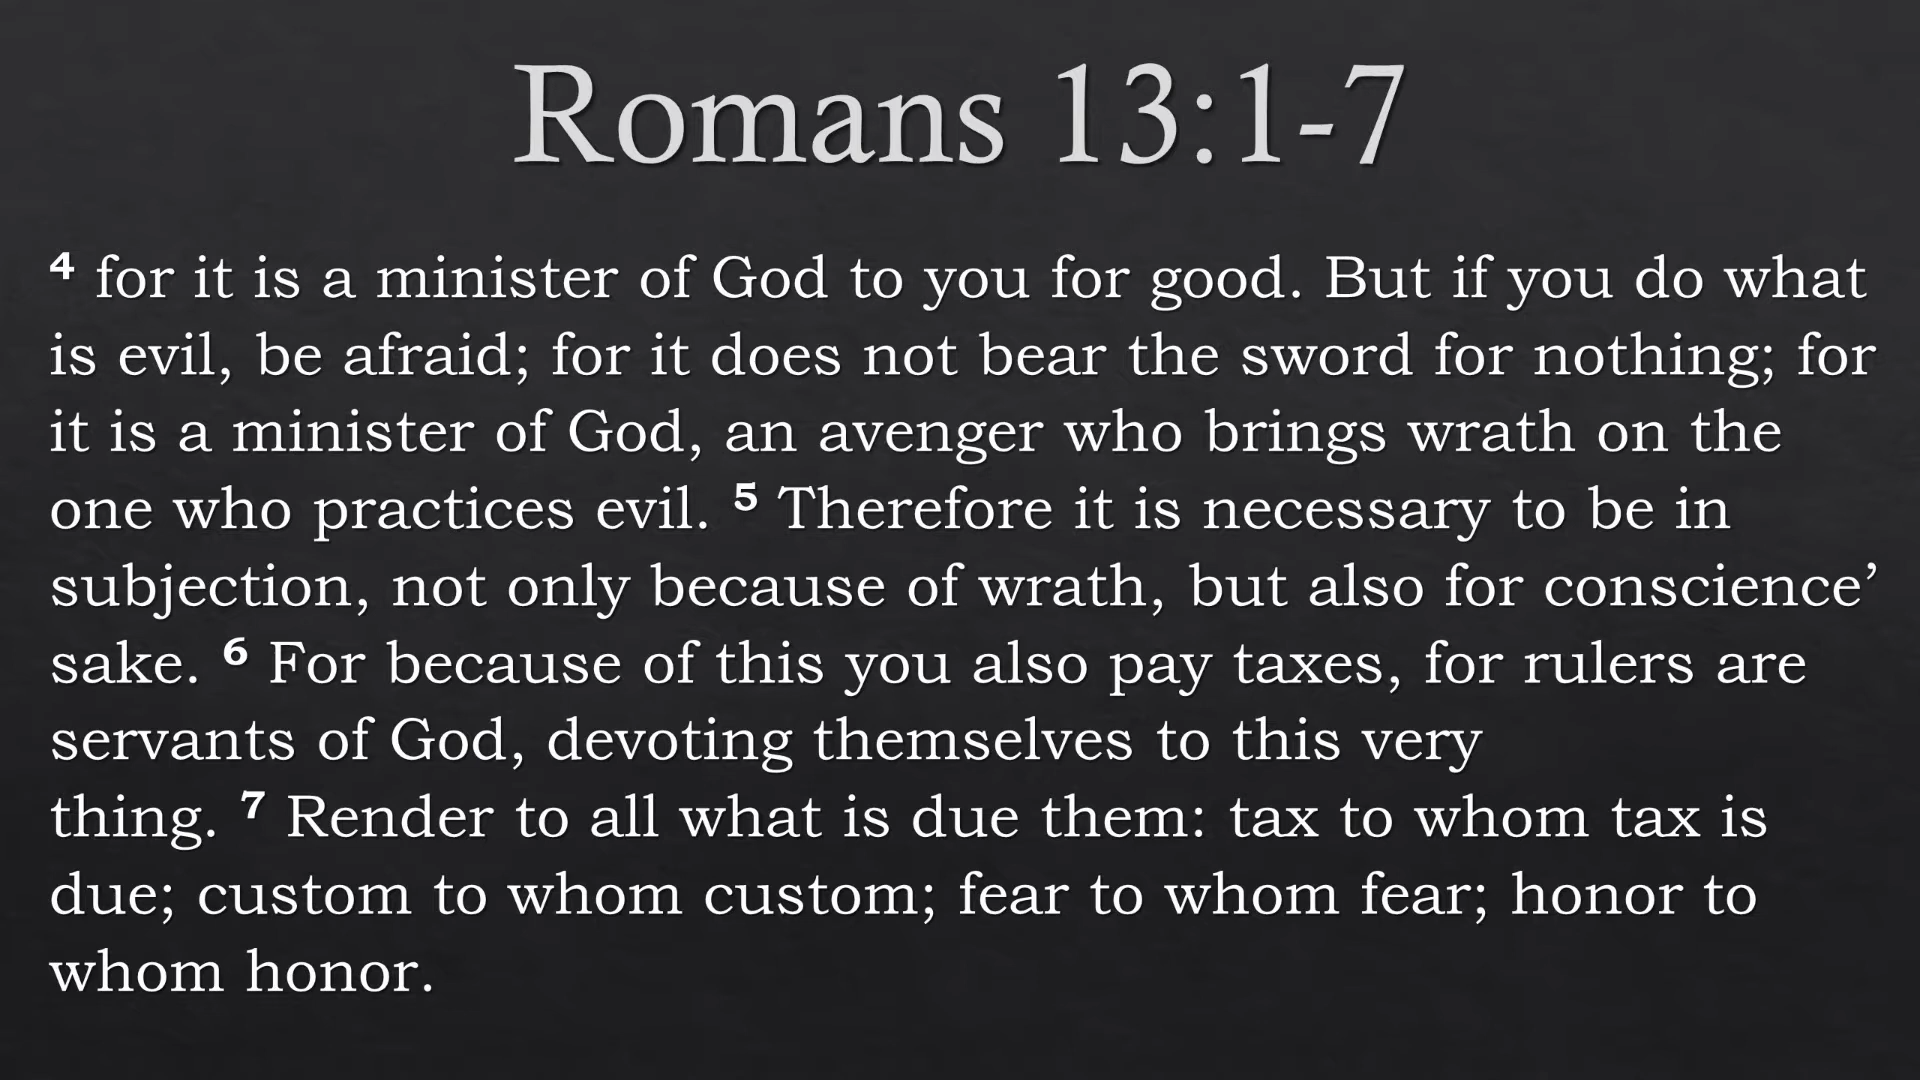 Romans 13:1-7
4 for it is a minister of God to you for good. But if you do what
is evil, be afraid; for it does not bear the sword for nothing; for
it is a minister of God, an avenger who brings wrath on the
one who practices evil. 5 Therefore it is necessary to be in
subjection, not only because of wrath, but also for conscience’
sake. 6 For because of this you also pay taxes, for rulers are
servants of God, devoting themselves to this very
thing. 7 Render to all what is due them: tax to whom tax is
due; custom to whom custom; fear to whom fear; honor to
whom honor.